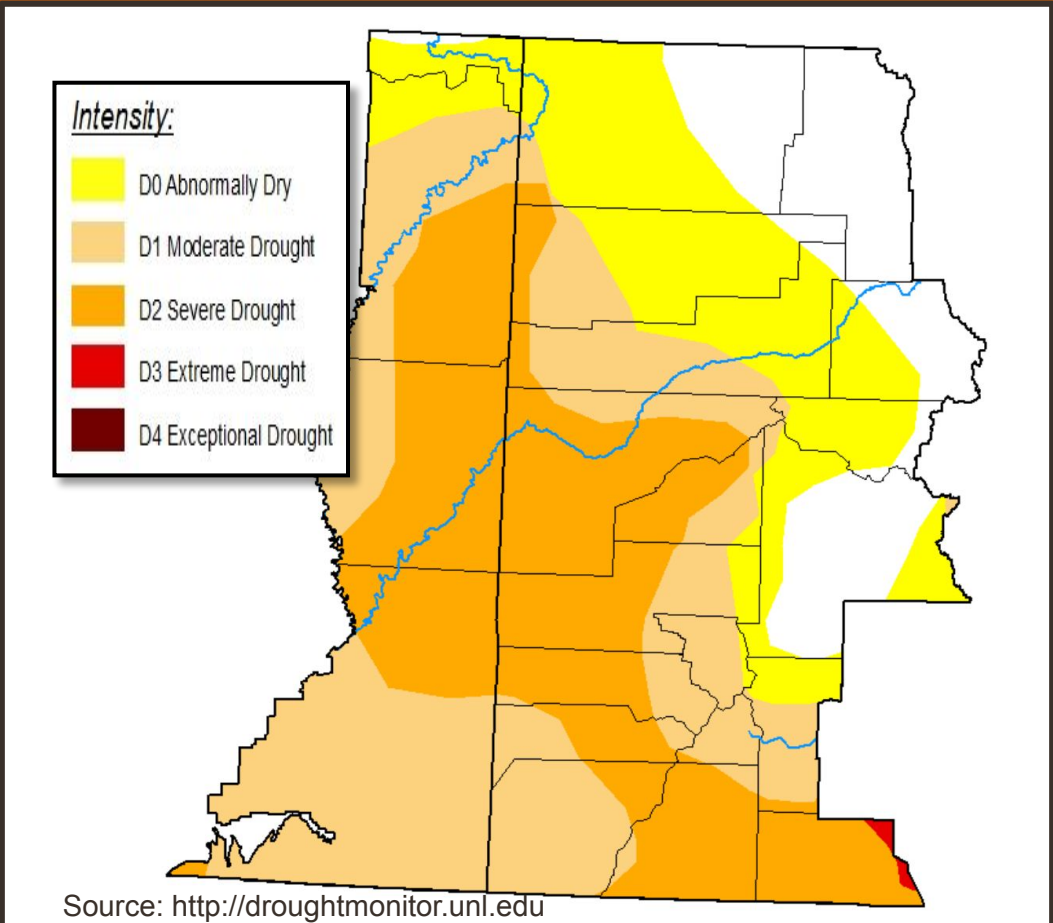 Intensity:
D0 Abnormally Dry
D1 Moderate Drought
D2 Severe Drought
D3 Extreme Drought
D4 Exceptional Drought
Source: http://droughtmonitor.unl.edu